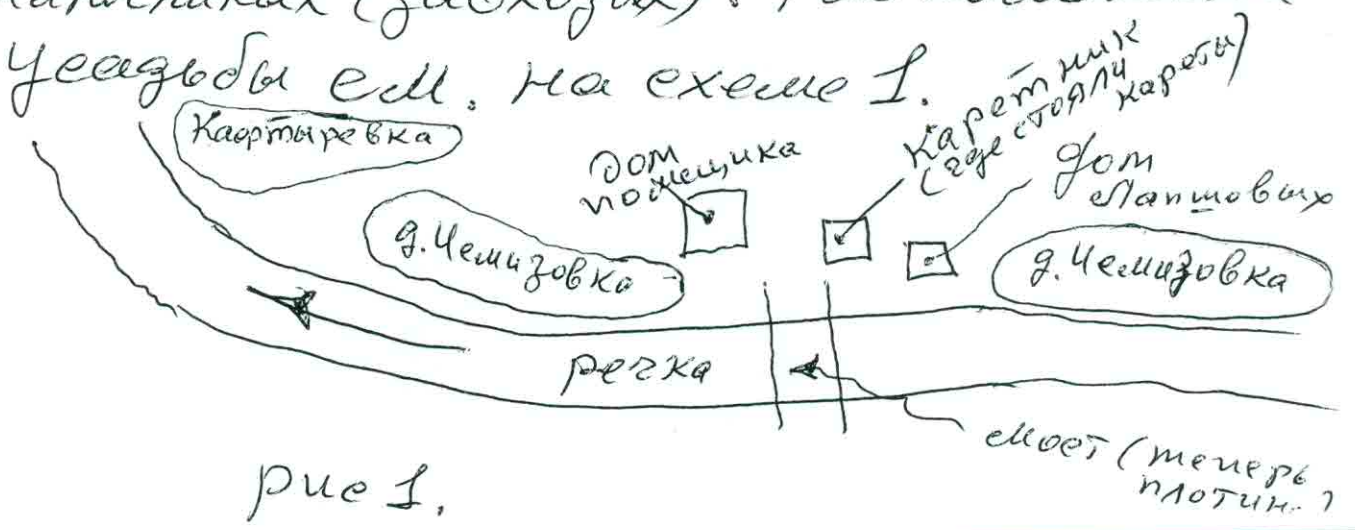 усадьбы см. на схеме 1.
Каортыревка
дом
помещика
каретник
(где стояли
кареты)
дом
Лапшовых
д. Чемизовка
д. Чемизовка
речка
мост (теперь
плотин.)
рис 1.